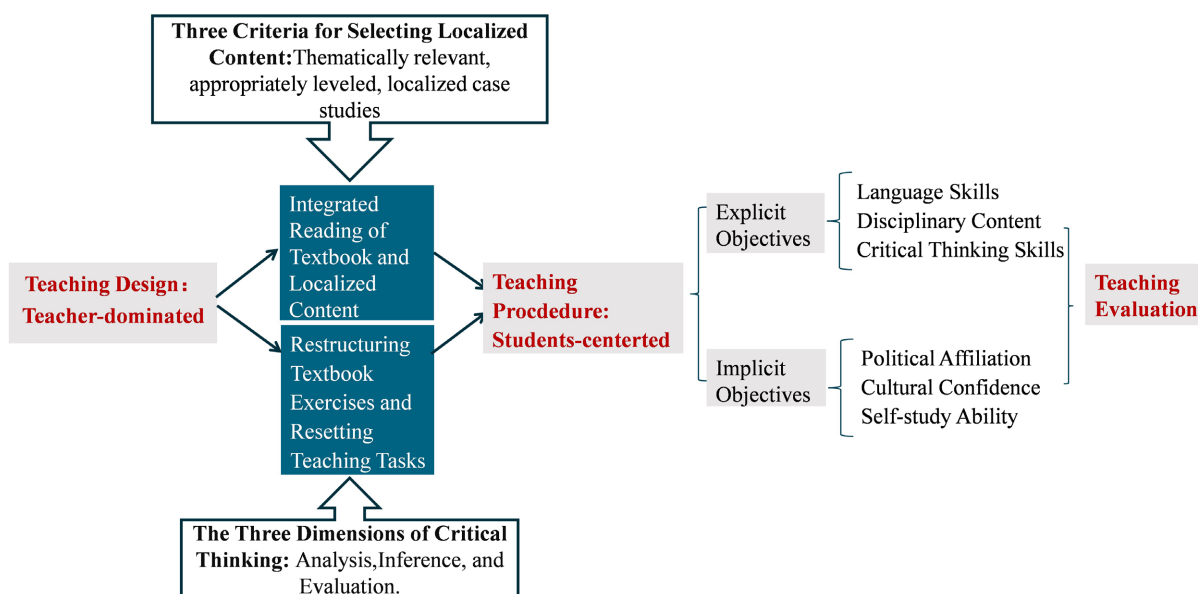 Three Criteria for Selecting Localized
Content:Thematically relevant,
appropriately leveled, localized case
studies
Integrated
Reading of
Textbook and
Localized
Content
Teaching Design：
Teacher-dominated
Restructuring
Textbook
Exercises and
Resetting
Teaching Tasks
The Three Dimensions of Critical
Thinking: Analysis,Inference, and
Evaluation.
Teaching
Procdedure:
Students-centerted
Explicit
Objectives
Language Skills
Disciplinary Content
Critical Thinking Skills
Implicit
Objectives
Political Affiliation
Cultural Confidence
Self-study Ability
Teaching
Evaluation